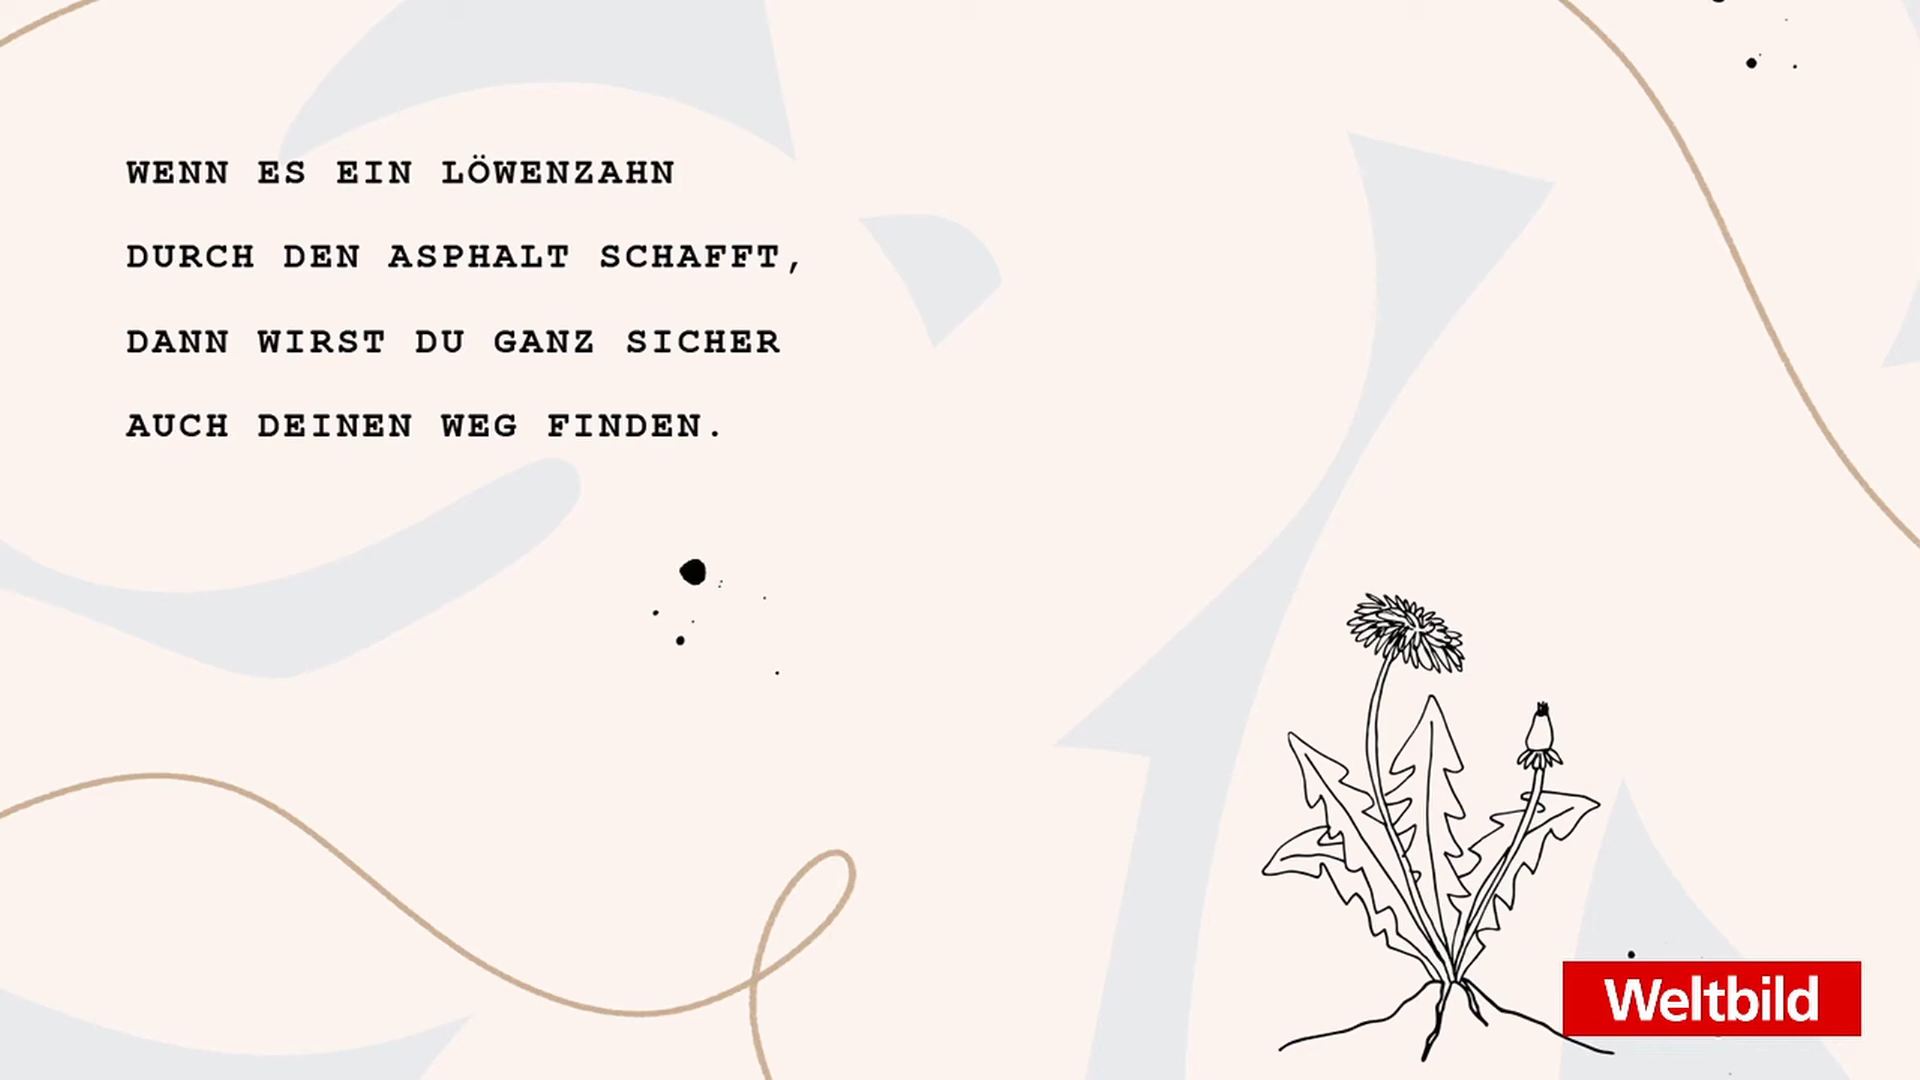 WENN ES EIN LÖWENZAHN
DURCH DEN ASPHALT SCHAFFT,
DANN WIRST DU GANZ SICHER
AUCH DEINEN WEG FINDEN.
Weltbild